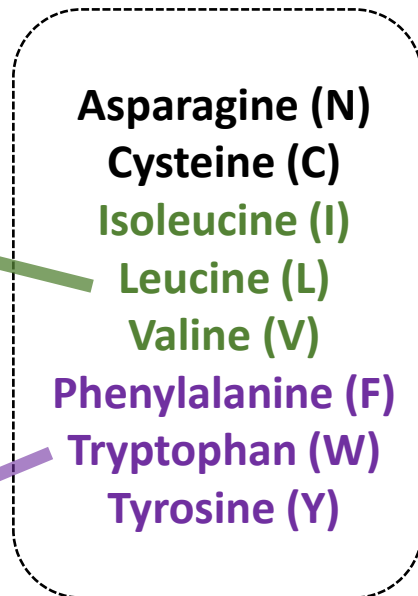 Asparagine (N)
Cysteine (C)
Isoleucine (I)
Leucine (L)
Valine (V)
Phenylalanine (F)
Tryptophan (W)
Tyrosine (Y)